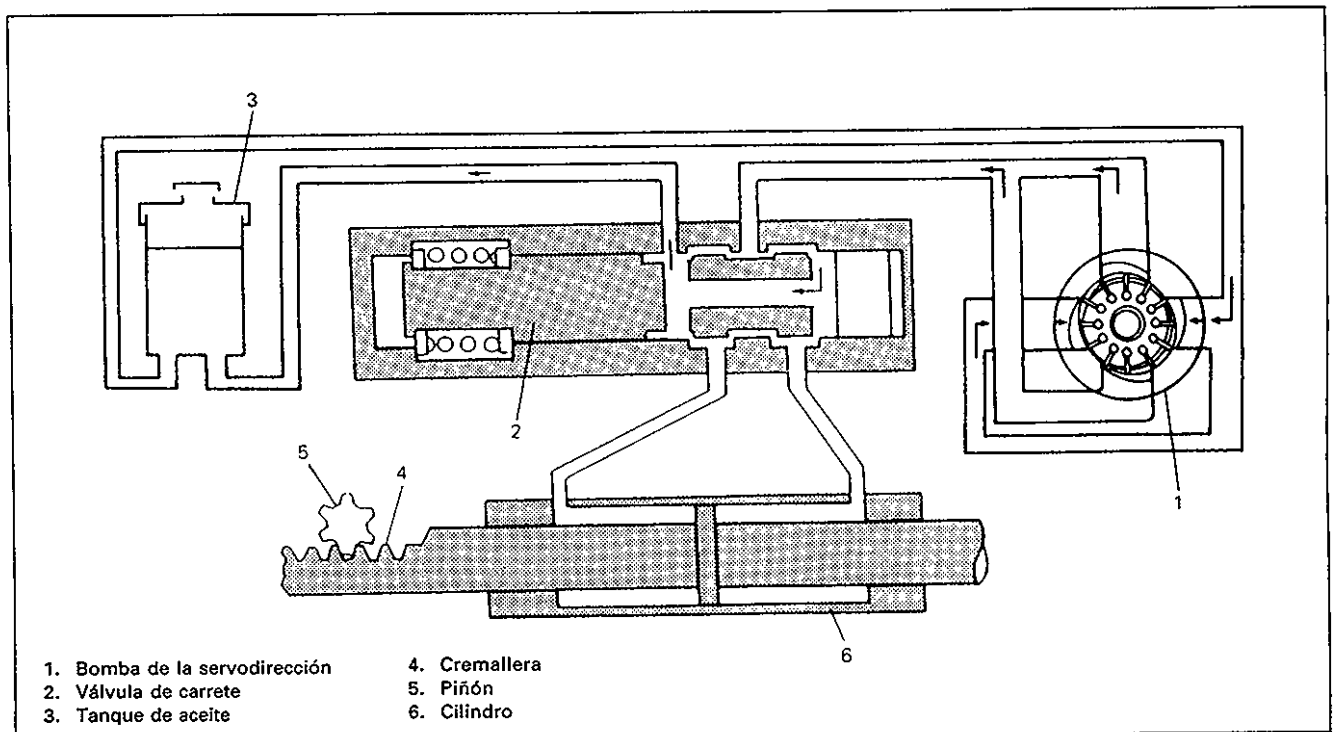 3
2
5
4
1
6
1. Bomba de la servodirección
2. Válvula de carrete
3. Tanque de aceite
4. Cremallera
5. Piñón
6. Cilindro